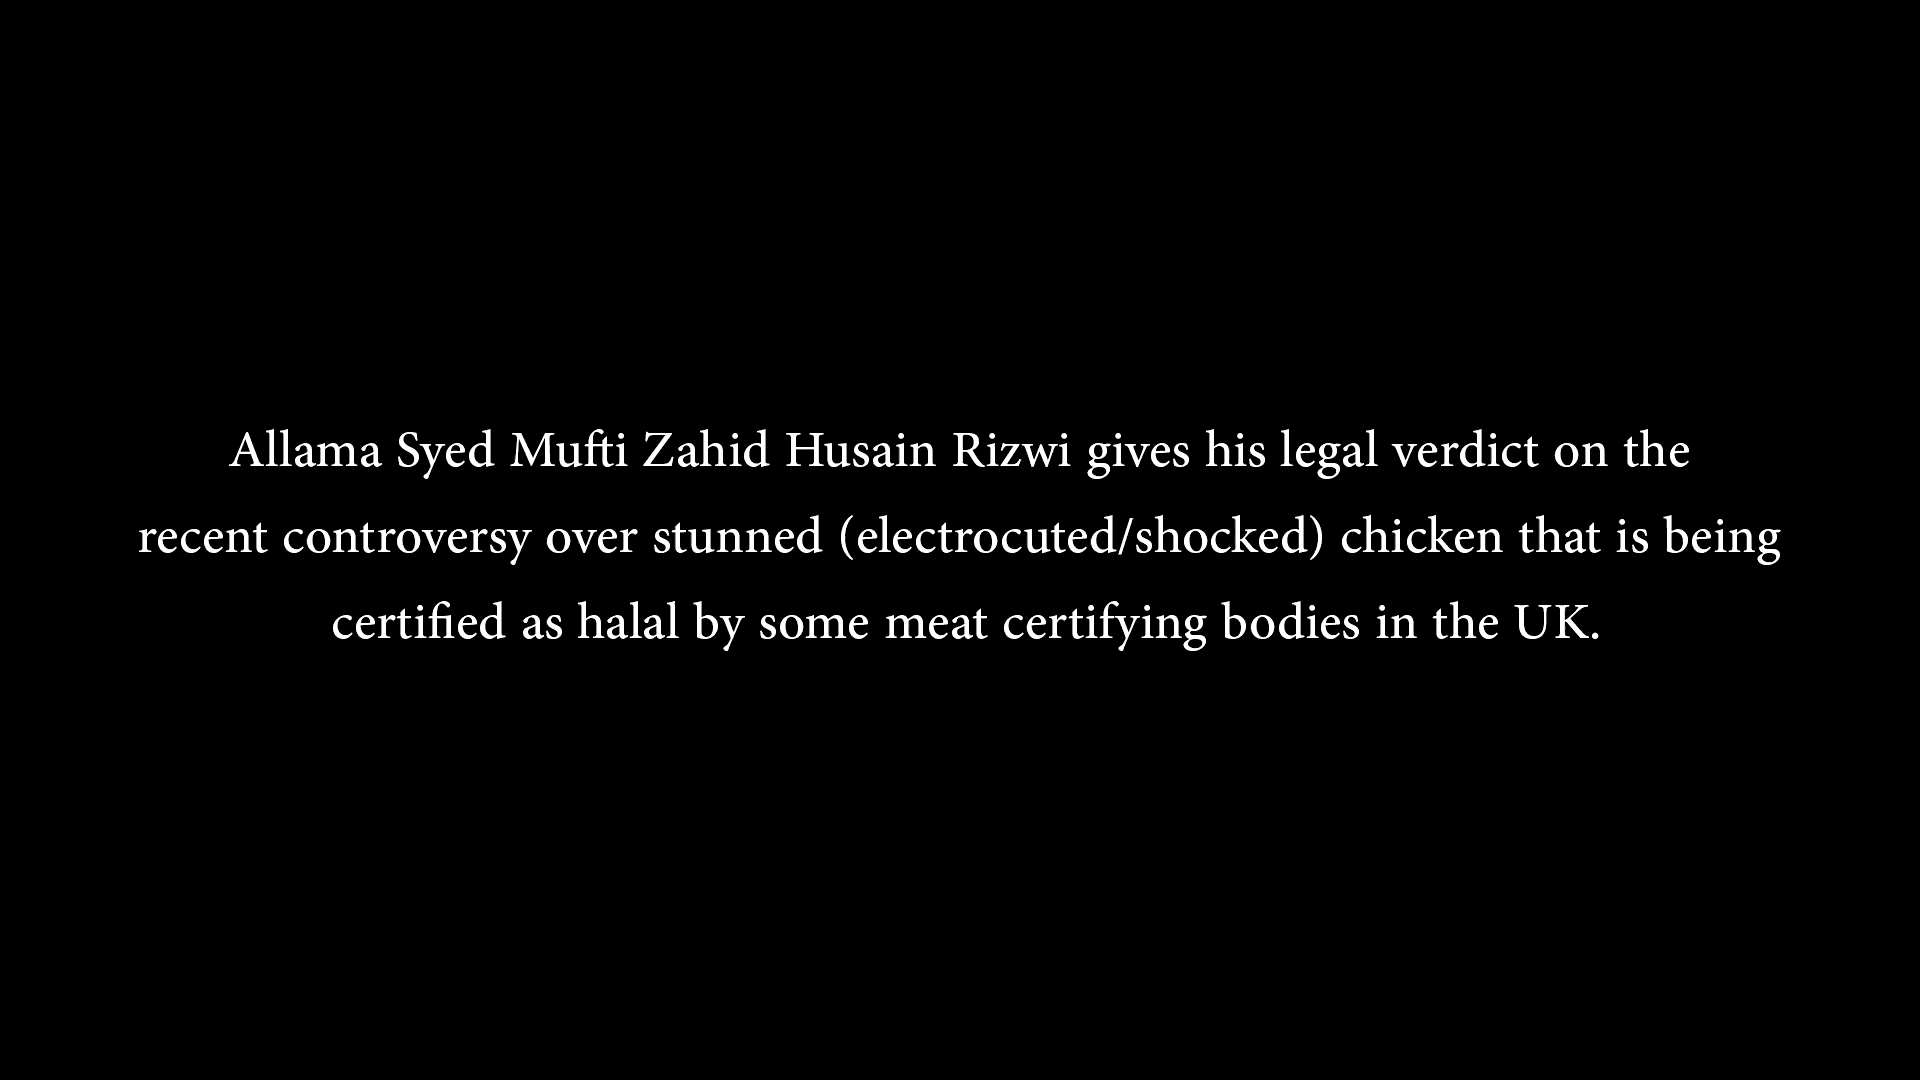 Allama Syed Mufti Zahid Husain Rizwi gives his legal verdict on the
recent controversy over stunned (electrocuted/shocked) chicken that is being
certified as halal by some meat certifying bodies in the UK.